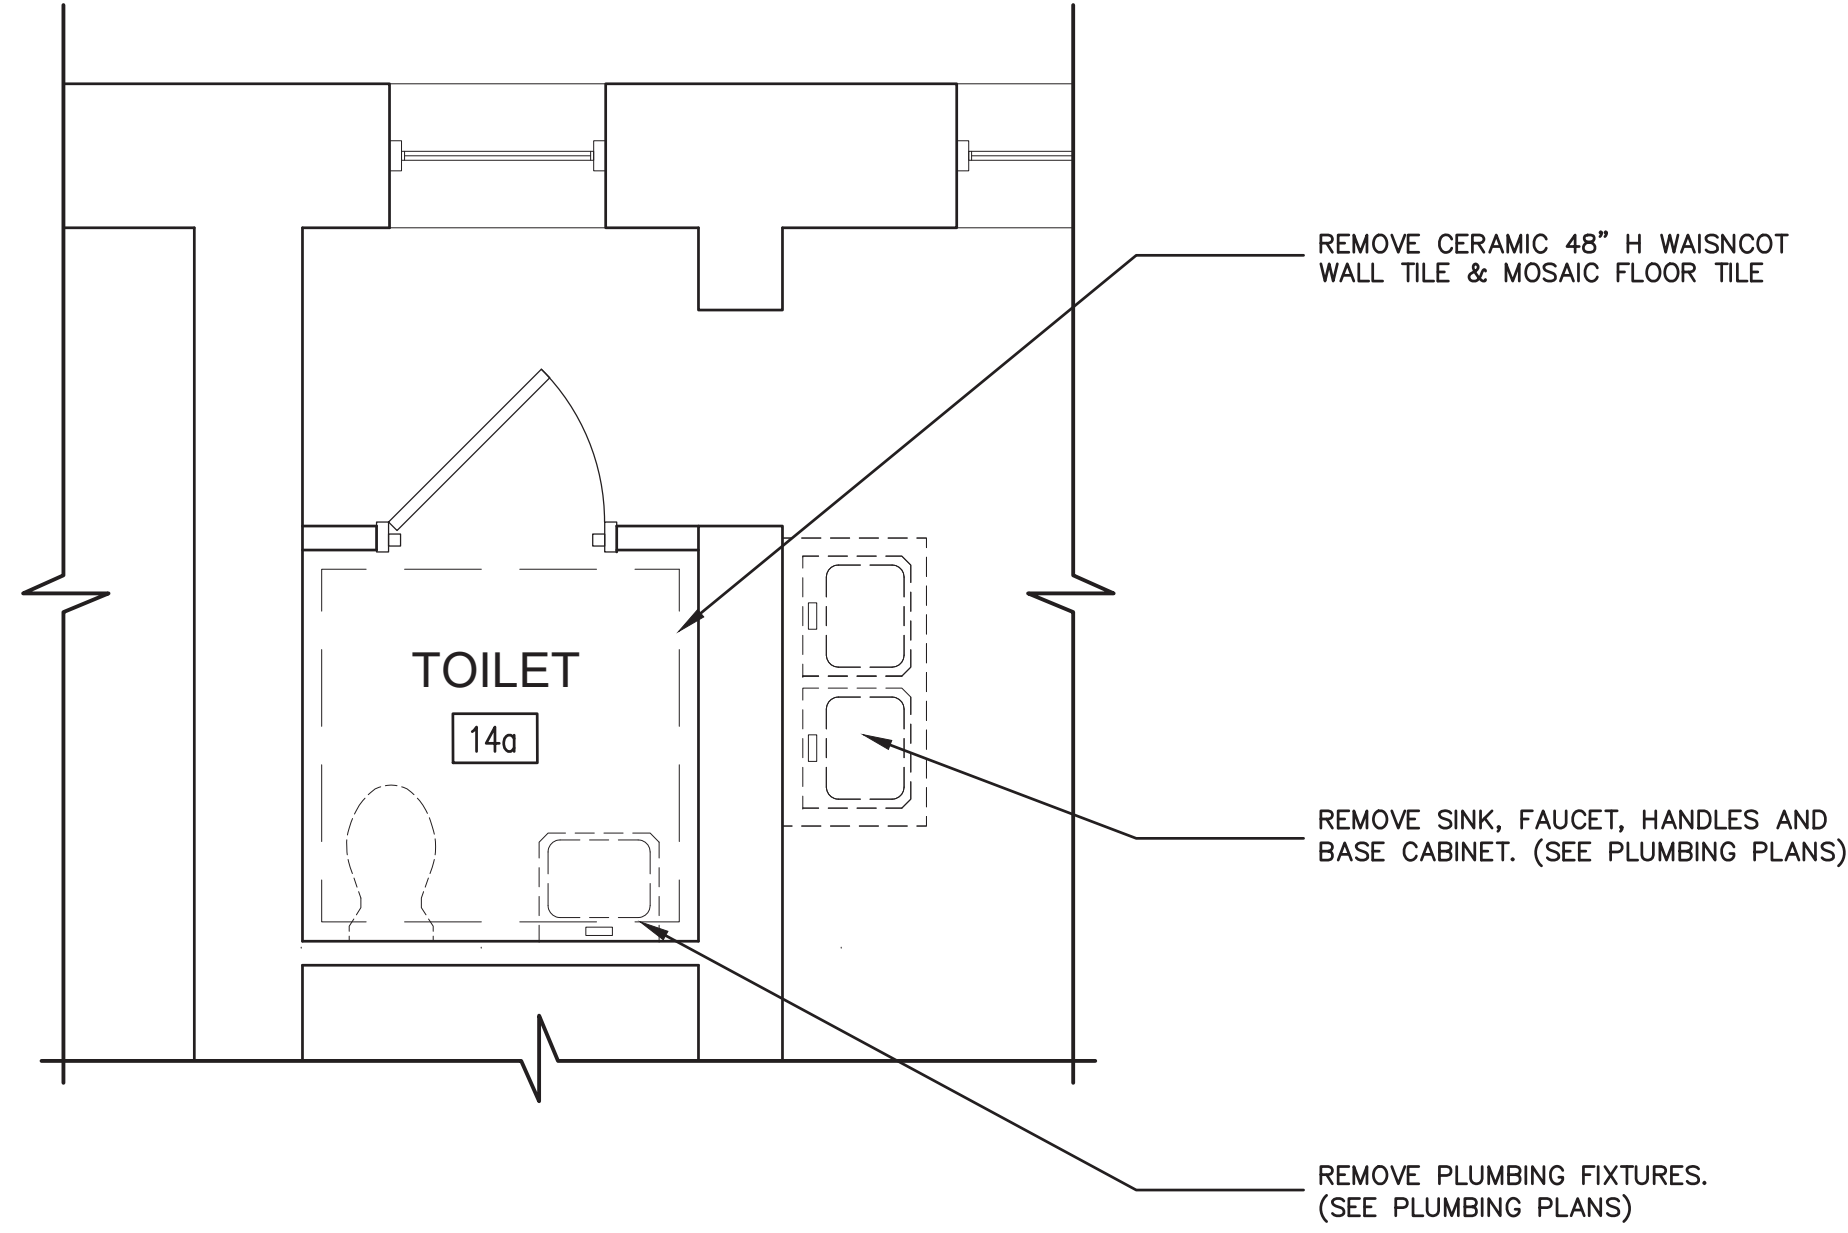 REMOVE CERAMIC 48” H WAISNCOT
WALL TILE & MOSAIC FLOOR TILE
TOILET
14a
REMOVE SINK, FAUCET, HANDLES AND
BASE CABINET. (SEE PLUMBING PLANS)
REMOVE PLUMBING FIXTURES.
(SEE PLUMBING PLANS)